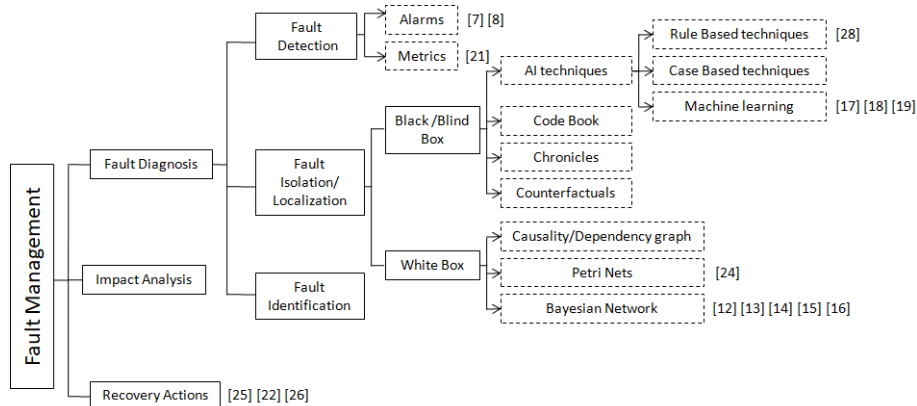 Fault Management
Fault Diagnosis
Impact Analysis
Recovery Actions
[25] [22] [26]
Fault
Detection
Fault
Isolation/
Localization
Fault
Identification
Alarms
[7] [8]
Metrics
[21]
Black /Blind
Box
White Box
AI techniques
Code Book
Chronicles
Counterfactuals
Causality/Dependency graph
Petri Nets
[24]
Bayesian Network
[12] [13] [14] [15] [16]
Rule Based techniques
[28]
Case Based techniques
Machine learning
[17] [18] [19]